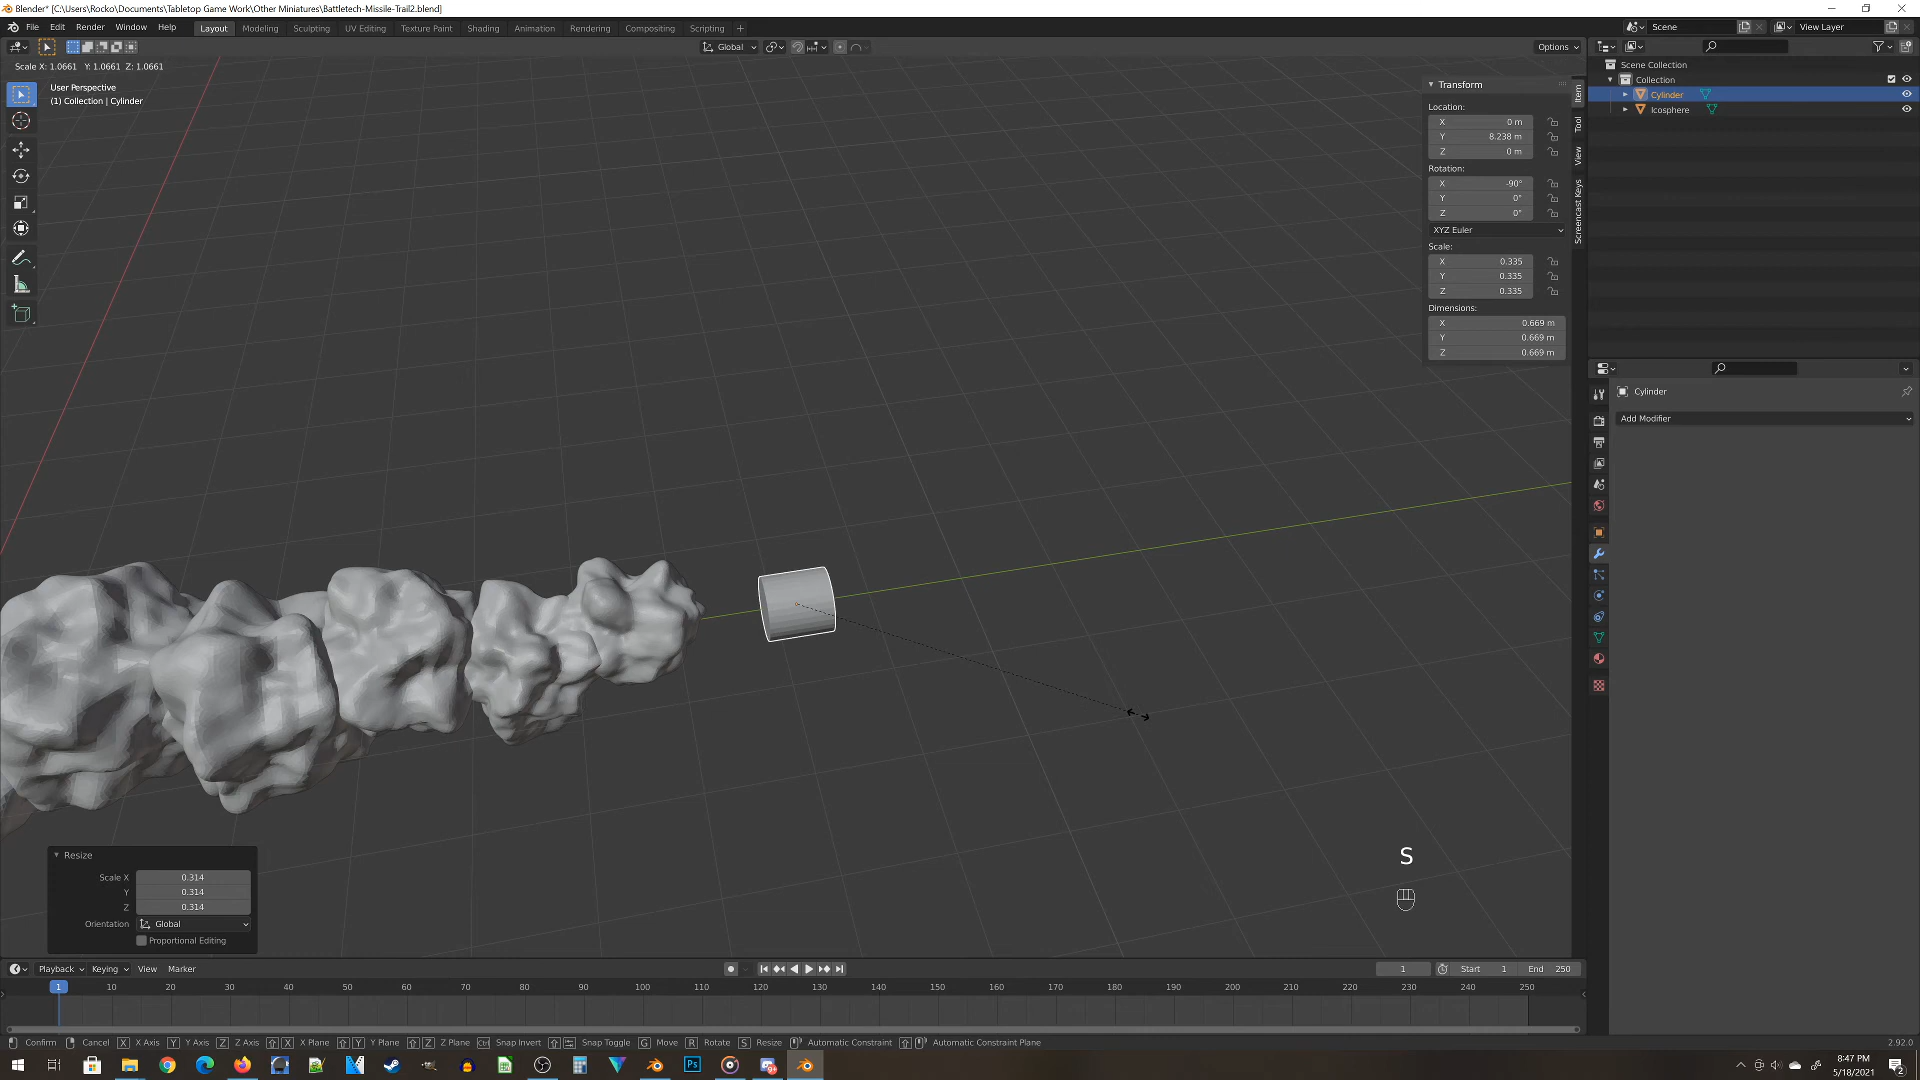 Blender* [C:\Users\Rocko\Documents\Tabletop Game Work\Other Miniatures\Battletech-Missile-Trail2.blend]
File Edit Render Window Help Layout Modeling Sculpting UV Editing Texture Paint Shading Animation Rendering Compositing Scripting + Scene View Layer
Global Options
Scale X: 1.0661 Y: 1.0661 Z: 1.0661
User Perspective
(1) Collection | Cylinder
Transform
Location:
X 0 m
Y 8.238 m
Z 0 m
Rotation:
X -90°
Y 0°
Z 0°
XYZ Euler
Scale:
X 0.335
Y 0.335
Z 0.335
Dimensions:
X 0.669 m
Y 0.669 m
Z 0.669 m
Item
Tool
View
Screencast Keys
Scene Collection
Collection
Cylinder
Icosphere
Cylinder
Add Modifier
S
Resize
Scale X 0.314
Y 0.314
Z 0.314
Orientation Global
Proportional Editing
Playback Keying View Marker 1 Start 1 End 250
1 10 20 30 40 50 60 70 80 90 100 110 120 130 140 150 160 170 180 190 200 210 220 230 240 250
Confirm Cancel X X Axis Y Y Axis Z Z Axis X X Plane Y Y Plane Z Z Plane Ctrl Snap Invert Snap Toggle G Move R Rotate S Resize Automatic Constraint Automatic Constraint Plane 2.92.0
Ps
8:47 PM
5/18/2021
2